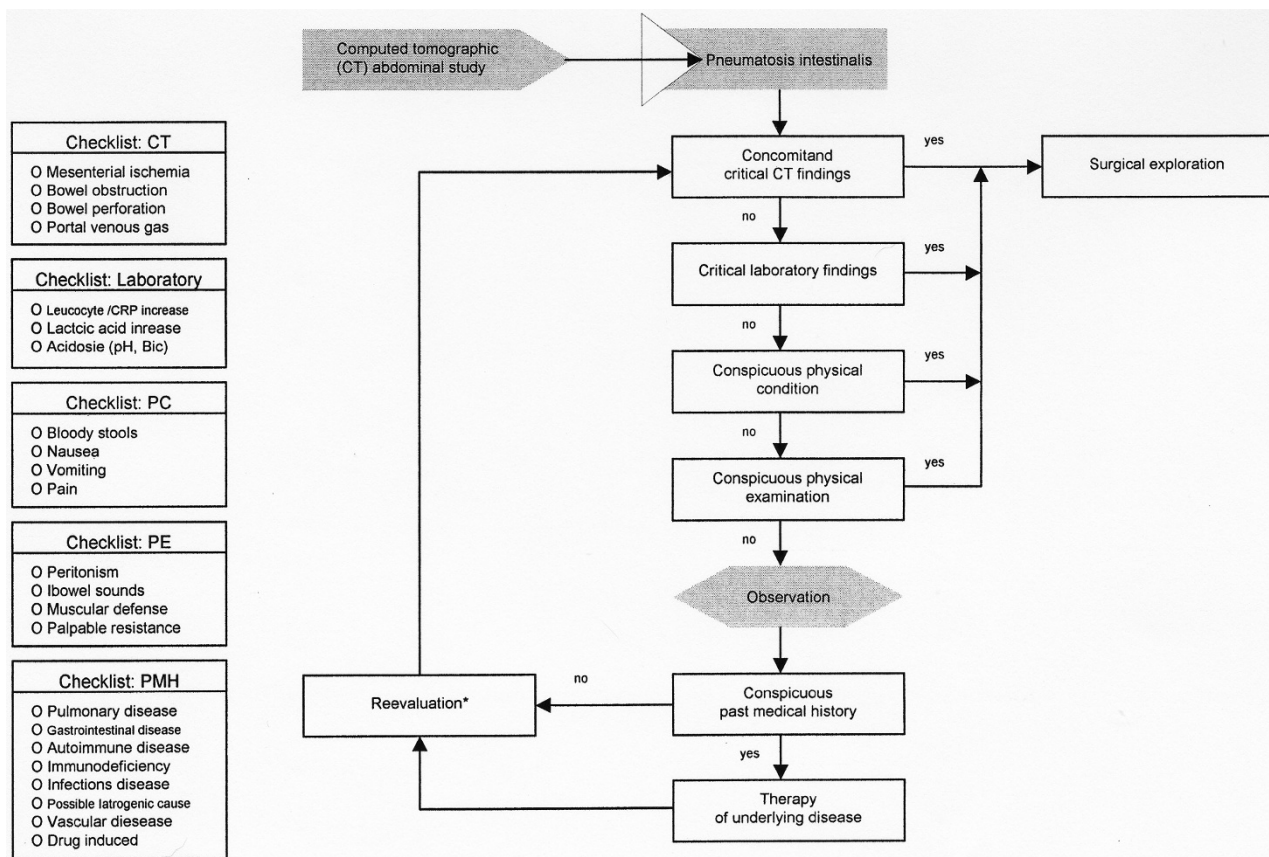 Computed tomographic
(CT) abdominal study
Pneumatosis intestinalis
Checklist: CT
O Mesenterial ischemia
O Bowel obstruction
O Bowel perforation
O Portal venous gas
Checklist: Laboratory
O Leucocyte /CRP increase
O Lactcic acid inrease
O Acidosie (pH, Bic)
Checklist: PC
O Bloody stools
O Nausea
O Vomiting
O Pain
Checklist: PE
O Peritonism
O Ibowel sounds
O Muscular defense
O Palpable resistance
Checklist: PMH
O Pulmonary disease
O Gastrointestinal disease
O Autoimmune disease
O Immunodeficiency
O Infections disease
O Possible Iatrogenic cause
O Vascular diesease
O Drug induced
Concomitand
critical CT findings
yes
Surgical exploration
no
Critical laboratory findings
yes
no
Conspicuous physical
condition
yes
no
Conspicuous physical
examination
yes
no
Observation
Conspicuous
past medical history
no
Reevaluation*
yes
Therapy
of underlying disease